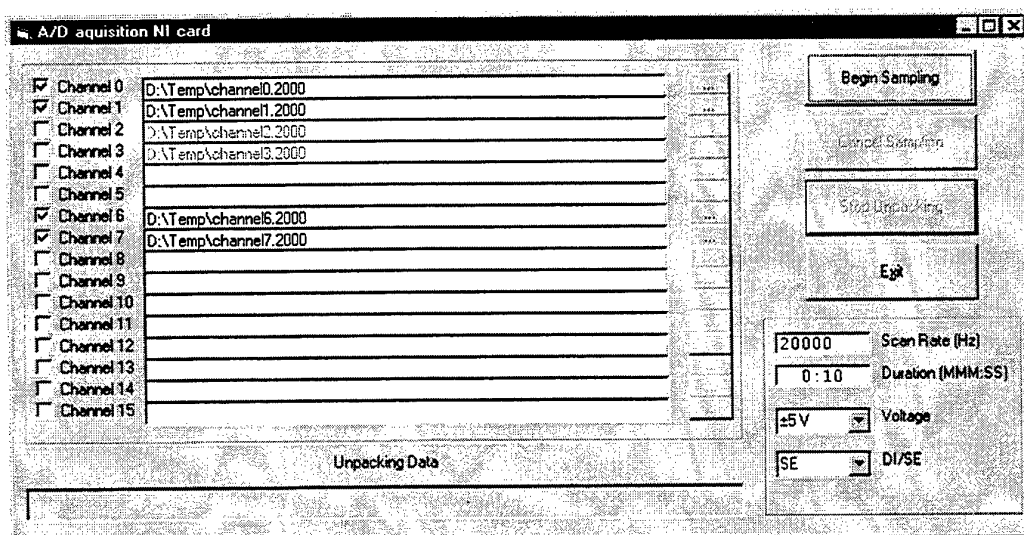 A/D aquisition NI card
Channel 0 D:\Temp\channel0.2000 ...
Channel 1 D:\Temp\channel1.2000 ...
Channel 2 D:\Temp\channel2.2000
Channel 3 D:\Temp\channel3.2000
Channel 4
Channel 5
Channel 6 D:\Temp\channel6.2000 ...
Channel 7 D:\Temp\channel7.2000 ...
Channel 8
Channel 9
Channel 10
Channel 11
Channel 12
Channel 13
Channel 14
Channel 15
Begin Sampling
Cancel Sampling
Stop Unpacking
Exit
20000 Scan Rate (Hz)
0:10 Duration (MMM:SS)
±5 V Voltage
SE DI/SE
Unpacking Data